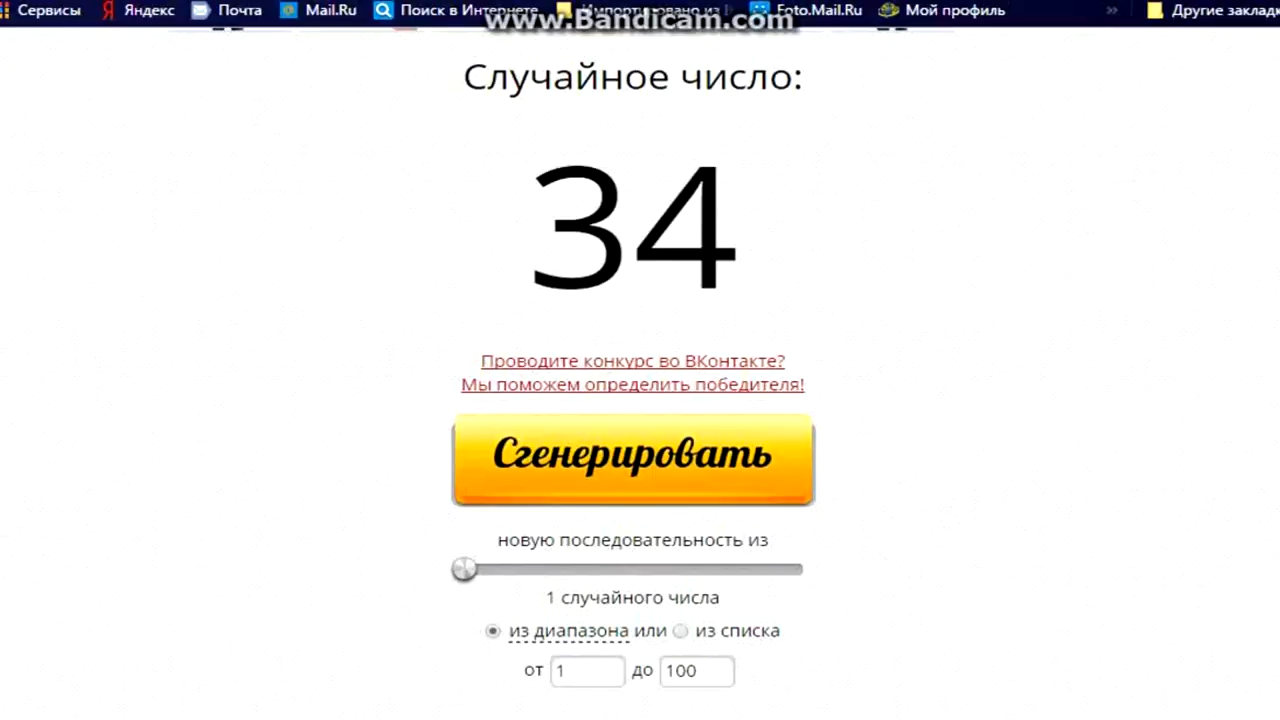 Сервисы Яндекс Почта Mail.Ru Поиск в Интернете Импортировано из Foto.Mail.Ru Мой профиль » Другие заклад
www.Bandicam.com
Случайное число:
34
Проводите конкурс во ВКонтакте?
Мы поможем определить победителя!
Сгенерировать
новую последовательность из
1 случайного числа
из диапазона или из списка
от 1 до 100